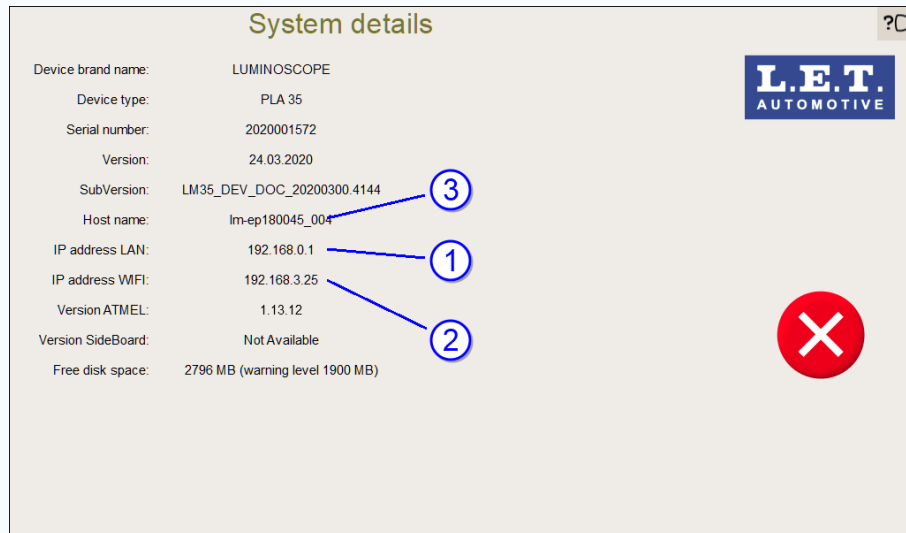 System details
?
L.E.T.
AUTOMOTIVE
Device brand name: LUMINOSCOPE
Device type: PLA 35
Serial number: 2020001572
Version: 24.03.2020
SubVersion: LM35_DEV_DOC_20200300.4144
3
Host name: lm-ep180045_004
IP address LAN: 192.168.0.1
1
IP address WIFI: 192.168.3.25
Version ATMEL: 1.13.12
2
Version SideBoard: Not Available
Free disk space: 2796 MB (warning level 1900 MB)